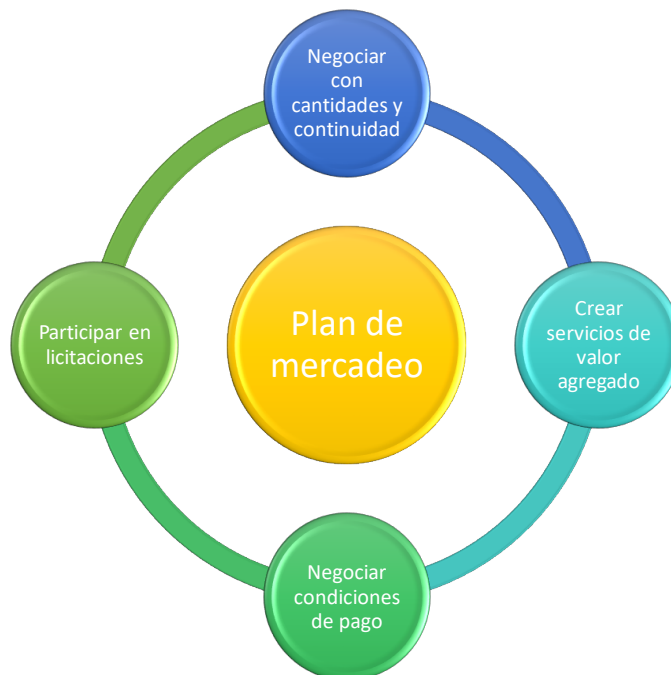 Negociar
con
cantidades y
continuidad
Crear
servicios de
valor
agregado
Negociar
condiciones
de pago
Participar en
licitaciones
Plan de
mercadeo